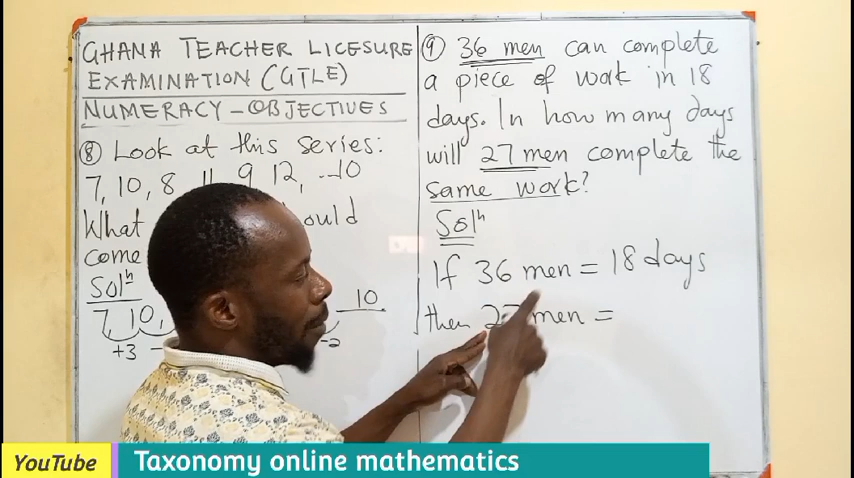 GHANA TEACHER LICESURE
EXAMINATION (GTLE)
NUMERACY - OBJECTIVES
⑧ Look at this series:
7, 10, 8, 11, 9, 12, --10
What ould
come
Solⁿ
7, 10, 10
+3 -2
⑨ 36 men can complete
a piece of work in 18
days. In how many days
will 27 men complete the
same work?
Solⁿ
If 36 men = 18 days
then 27 men =
YouTube Taxonomy online mathematics